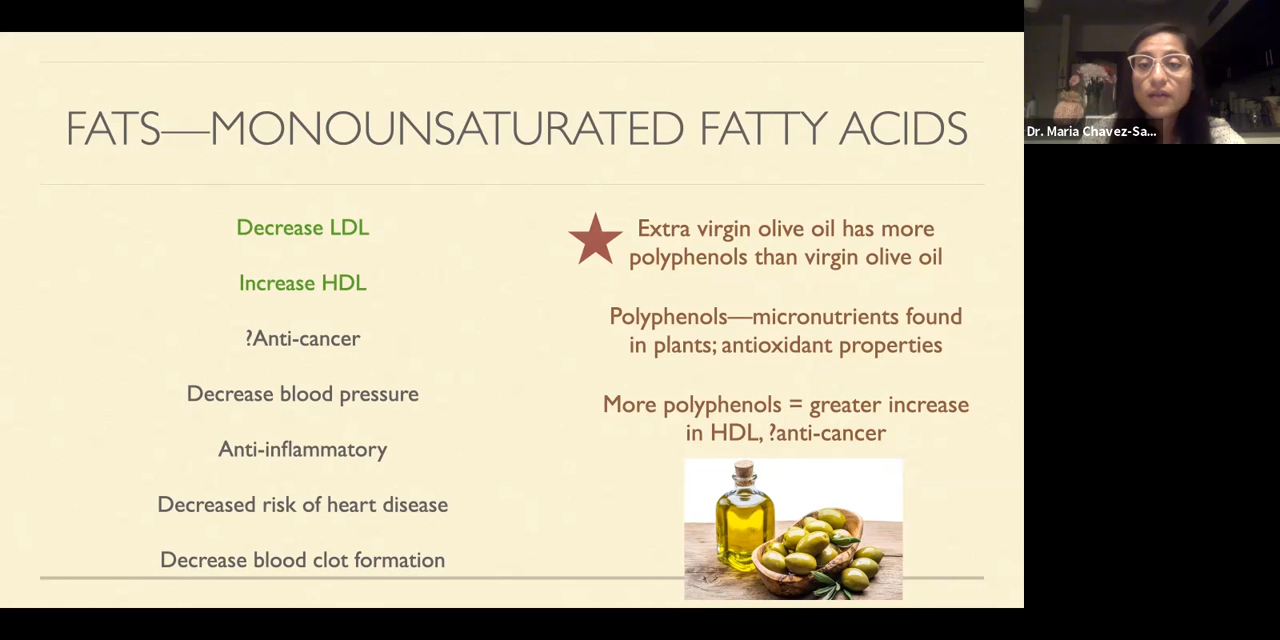 FATS—MONOUNSATURATED FATTY ACIDS
Decrease LDL
Increase HDL
?Anti-cancer
Decrease blood pressure
Anti-inflammatory
Decreased risk of heart disease
Decrease blood clot formation
Extra virgin olive oil has more
polyphenols than virgin olive oil
Polyphenols—micronutrients found
in plants; antioxidant properties
More polyphenols = greater increase
in HDL, ?anti-cancer
Dr. Maria Chavez-Sa...